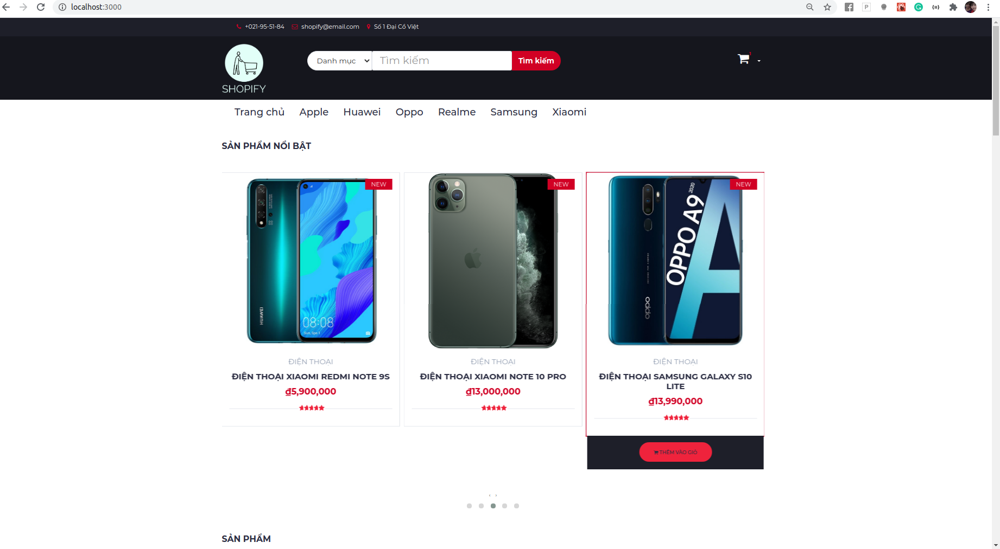 localhost:3000
+021-95-51-84 shopify@email.com Số 1 Đại Cồ Việt
Danh mục Tìm kiếm Tìm kiếm 1
SHOPIFY
Trang chủ Apple Huawei Oppo Realme Samsung Xiaomi
SẢN PHẨM NỔI BẬT
NEW NEW NEW
OPPO A9 2020
HUAWEI
08:08
oppo
ĐIỆN THOẠI ĐIỆN THOẠI ĐIỆN THOẠI
ĐIỆN THOẠI XIAOMI REDMI NOTE 9S
₫5,900,000
ĐIỆN THOẠI XIAOMI NOTE 10 PRO
₫13,000,000
ĐIỆN THOẠI SAMSUNG GALAXY S10
LITE
₫13,990,000
THÊM VÀO GIỎ
‹ ›
SẢN PHẨM